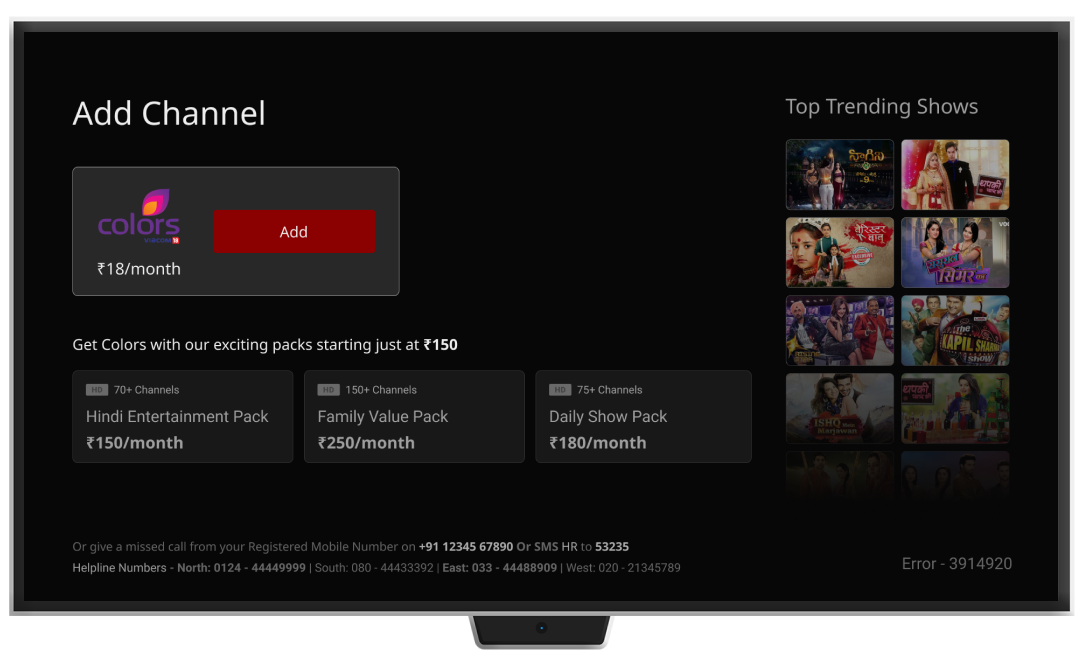 Add Channel
colors
VIACOM 18
Add
₹18/month
Get Colors with our exciting packs starting just at ₹150
HD 70+ Channels
Hindi Entertainment Pack
₹150/month
HD 150+ Channels
Family Value Pack
₹250/month
HD 75+ Channels
Daily Show Pack
₹180/month
Top Trending Shows
ನಾಗಿನಿ
थपकी
प्यार की
बैरिस्टर
बाबू
EXCLUSIVE
ससुराल
सिमर का
The
KAPIL SHARMA
Show
ISHQ Mein
Marjawan
थपकी
प्यार की
Or give a missed call from your Registered Mobile Number on +91 12345 67890 Or SMS HR to 53235
Helpline Numbers - North: 0124 - 44449999 | South: 080 - 44433392 | East: 033 - 44488909 | West: 020 - 21345789
Error - 3914920